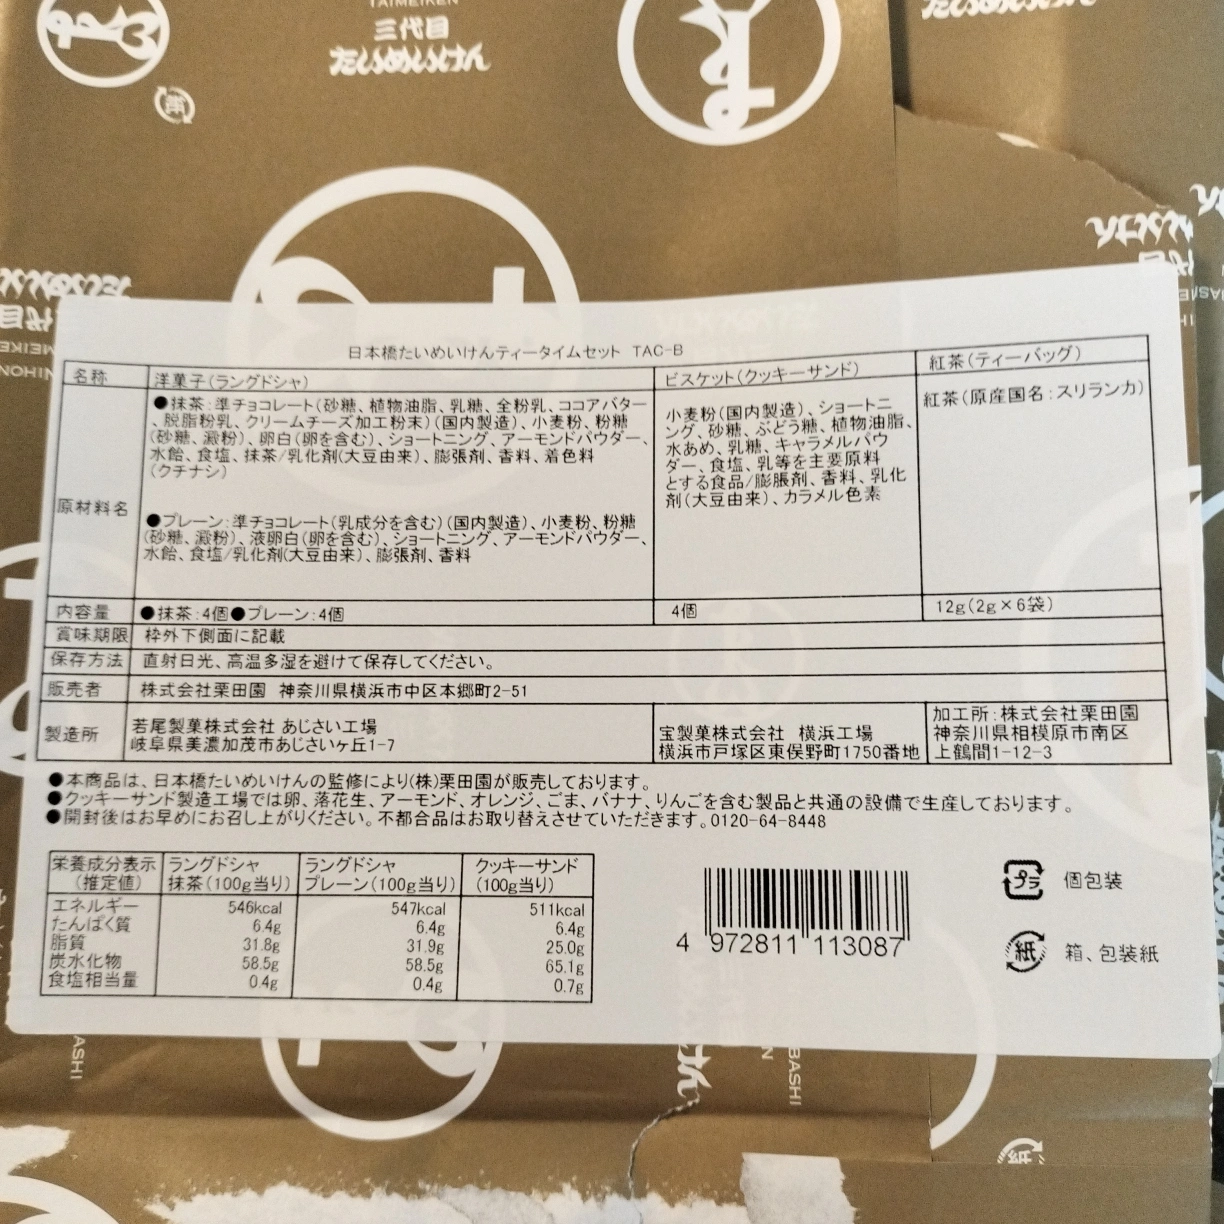 TAIMEIKEN
三代目
たいめいけん
日本橋たいめいけんティータイムセット TAC-B
名称
洋菓子(ラングドシャ)
ビスケット(クッキーサンド)
紅茶(ティーバッグ)
原材料名
●抹茶:準チョコレート(砂糖、植物油脂、乳糖、全粉乳、ココアバター
、脱脂粉乳、クリームチーズ加工粉末)(国内製造)、小麦粉、粉糖
(砂糖、澱粉)、卵白(卵を含む)、ショートニング、アーモンドパウダー、
水飴、食塩、抹茶/乳化剤(大豆由来)、膨張剤、香料、着色料
(クチナシ)
●プレーン:準チョコレート(乳成分を含む)(国内製造)、小麦粉、粉糖
(砂糖、澱粉)、液卵白(卵を含む)、ショートニング、アーモンドパウダー、
水飴、食塩/乳化剤(大豆由来)、膨張剤、香料
小麦粉(国内製造)、ショートニ
ング、砂糖、ぶどう糖、植物油脂、
水あめ、乳糖、キャラメルパウ
ダー、食塩、乳等を主要原料
とする食品/膨脹剤、香料、乳化
剤(大豆由来)、カラメル色素
紅茶(原産国名:スリランカ)
内容量
●抹茶:4個●プレーン:4個
4個
12g(2g×6袋)
賞味期限
枠外下側面に記載
保存方法
直射日光、高温多湿を避けて保存してください。
販売者
株式会社栗田園 神奈川県横浜市中区本郷町2-51
製造所
若尾製菓株式会社 あじさい工場
岐阜県美濃加茂市あじさいヶ丘1-7
宝製菓株式会社 横浜工場
横浜市戸塚区東俣野町1750番地
加工所:株式会社栗田園
神奈川県相模原市南区
上鶴間1-12-3
●本商品は、日本橋たいめいけんの監修により(株)栗田園が販売しております。
●クッキーサンド製造工場では卵、落花生、アーモンド、オレンジ、ごま、バナナ、りんごを含む製品と共通の設備で生産しております。
●開封後はお早めにお召し上がりください。不都合品はお取り替えさせていただきます。0120-64-8448
栄養成分表示
(推定値)
ラングドシャ
抹茶(100g当り)
ラングドシャ
プレーン(100g当り)
クッキーサンド
(100g当り)
エネルギー 546kcal 547kcal 511kcal
たんぱく質 6.4g 6.4g 6.4g
脂質 31.8g 31.9g 25.0g
炭水化物 58.5g 58.5g 65.1g
食塩相当量 0.4g 0.4g 0.7g
4 972811 113087
プラ 個包装
紙 箱、包装紙